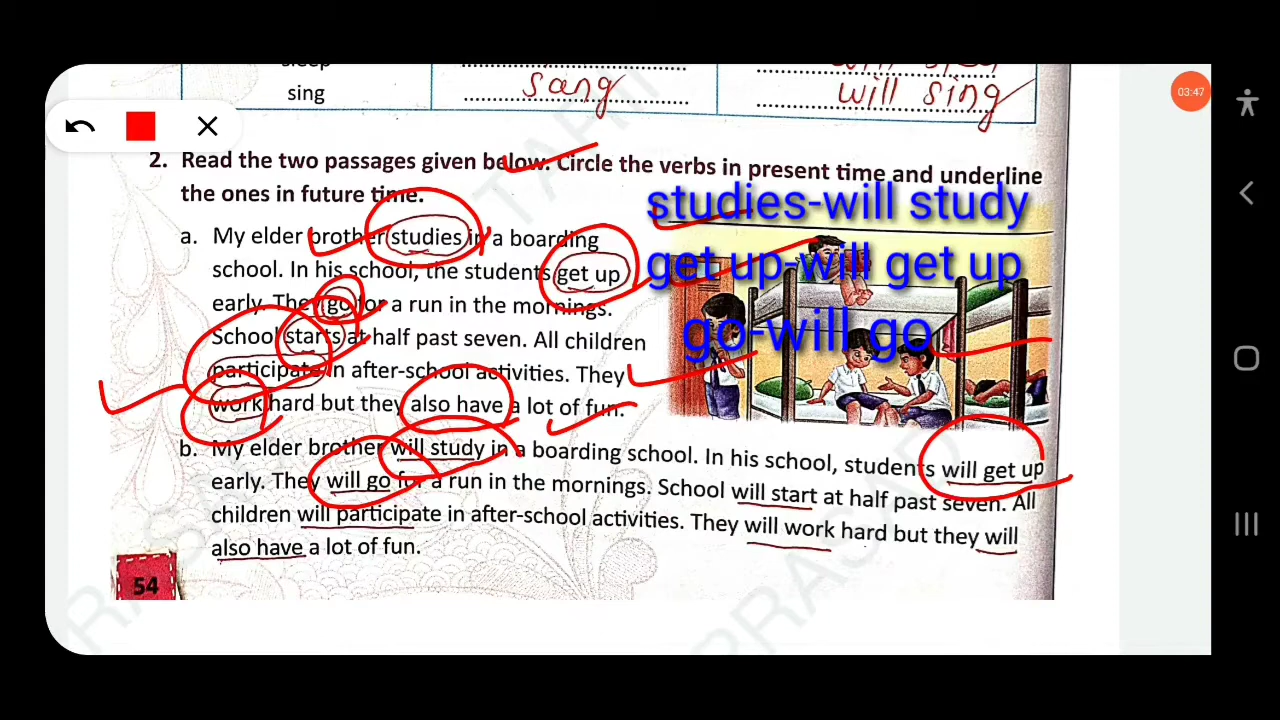 sleep
sing
sang
will sing
03:47
2. Read the two passages given below. Circle the verbs in present time and underline
the ones in future time.
a. My elder brother studies in a boarding
school. In his school, the students get up
early. They go for a run in the mornings.
School starts at half past seven. All children
participate in after-school activities. They
work hard but they also have a lot of fun.
studies-will study
get up-will get up
go-will go
b. My elder brother will study in a boarding school. In his school, students will get up
early. They will go for a run in the mornings. School will start at half past seven. All
children will participate in after-school activities. They will work hard but they will
also have a lot of fun.
54